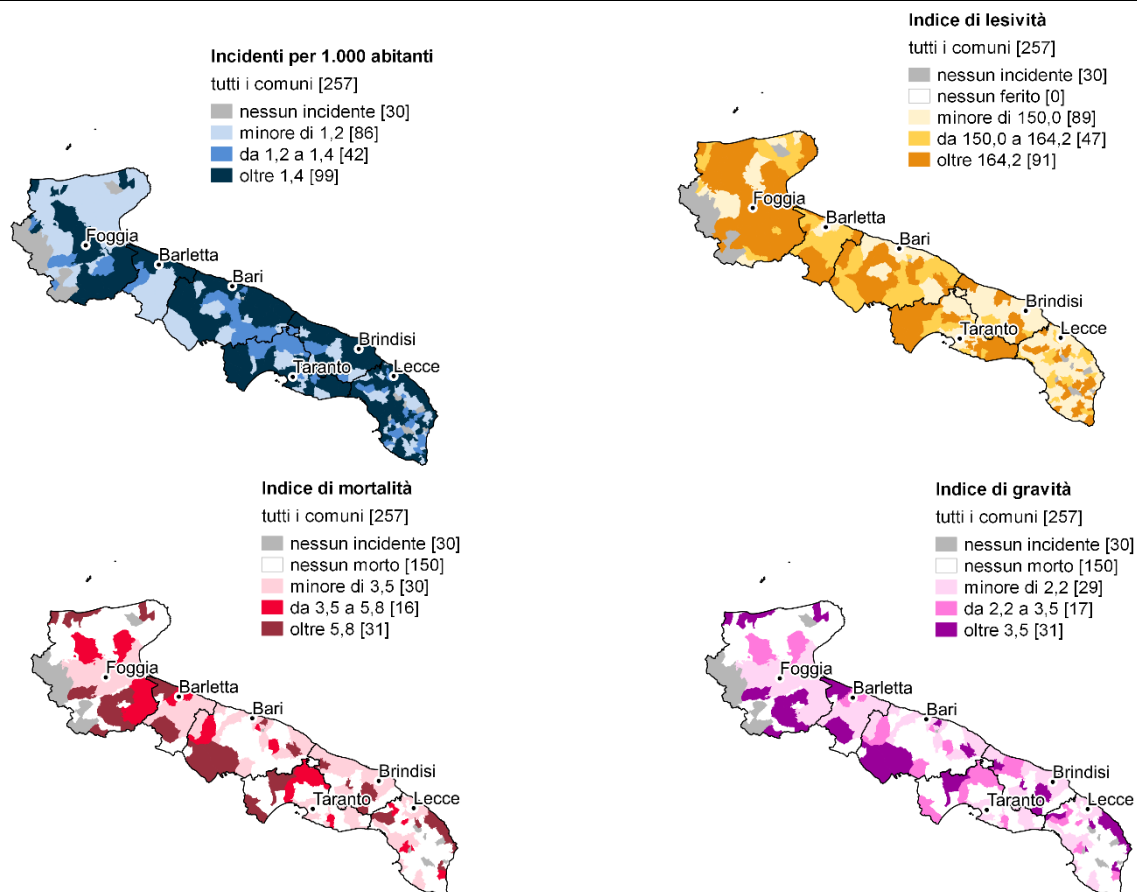 Incidenti per 1.000 abitanti
tutti i comuni [257]
nessun incidente [30]
minore di 1,2 [86]
da 1,2 a 1,4 [42]
oltre 1,4 [99]
Foggia
Barletta
Bari
Brindisi
Taranto
Lecce
Indice di lesività
tutti i comuni [257]
nessun incidente [30]
nessun ferito [0]
minore di 150,0 [89]
da 150,0 a 164,2 [47]
oltre 164,2 [91]
Foggia
Barletta
Bari
Brindisi
Taranto
Lecce
Indice di mortalità
tutti i comuni [257]
nessun incidente [30]
nessun morto [150]
minore di 3,5 [30]
da 3,5 a 5,8 [16]
oltre 5,8 [31]
Foggia
Barletta
Bari
Brindisi
Taranto
Lecce
Indice di gravità
tutti i comuni [257]
nessun incidente [30]
nessun morto [150]
minore di 2,2 [29]
da 2,2 a 3,5 [17]
oltre 3,5 [31]
Foggia
Barletta
Bari
Brindisi
Taranto
Lecce